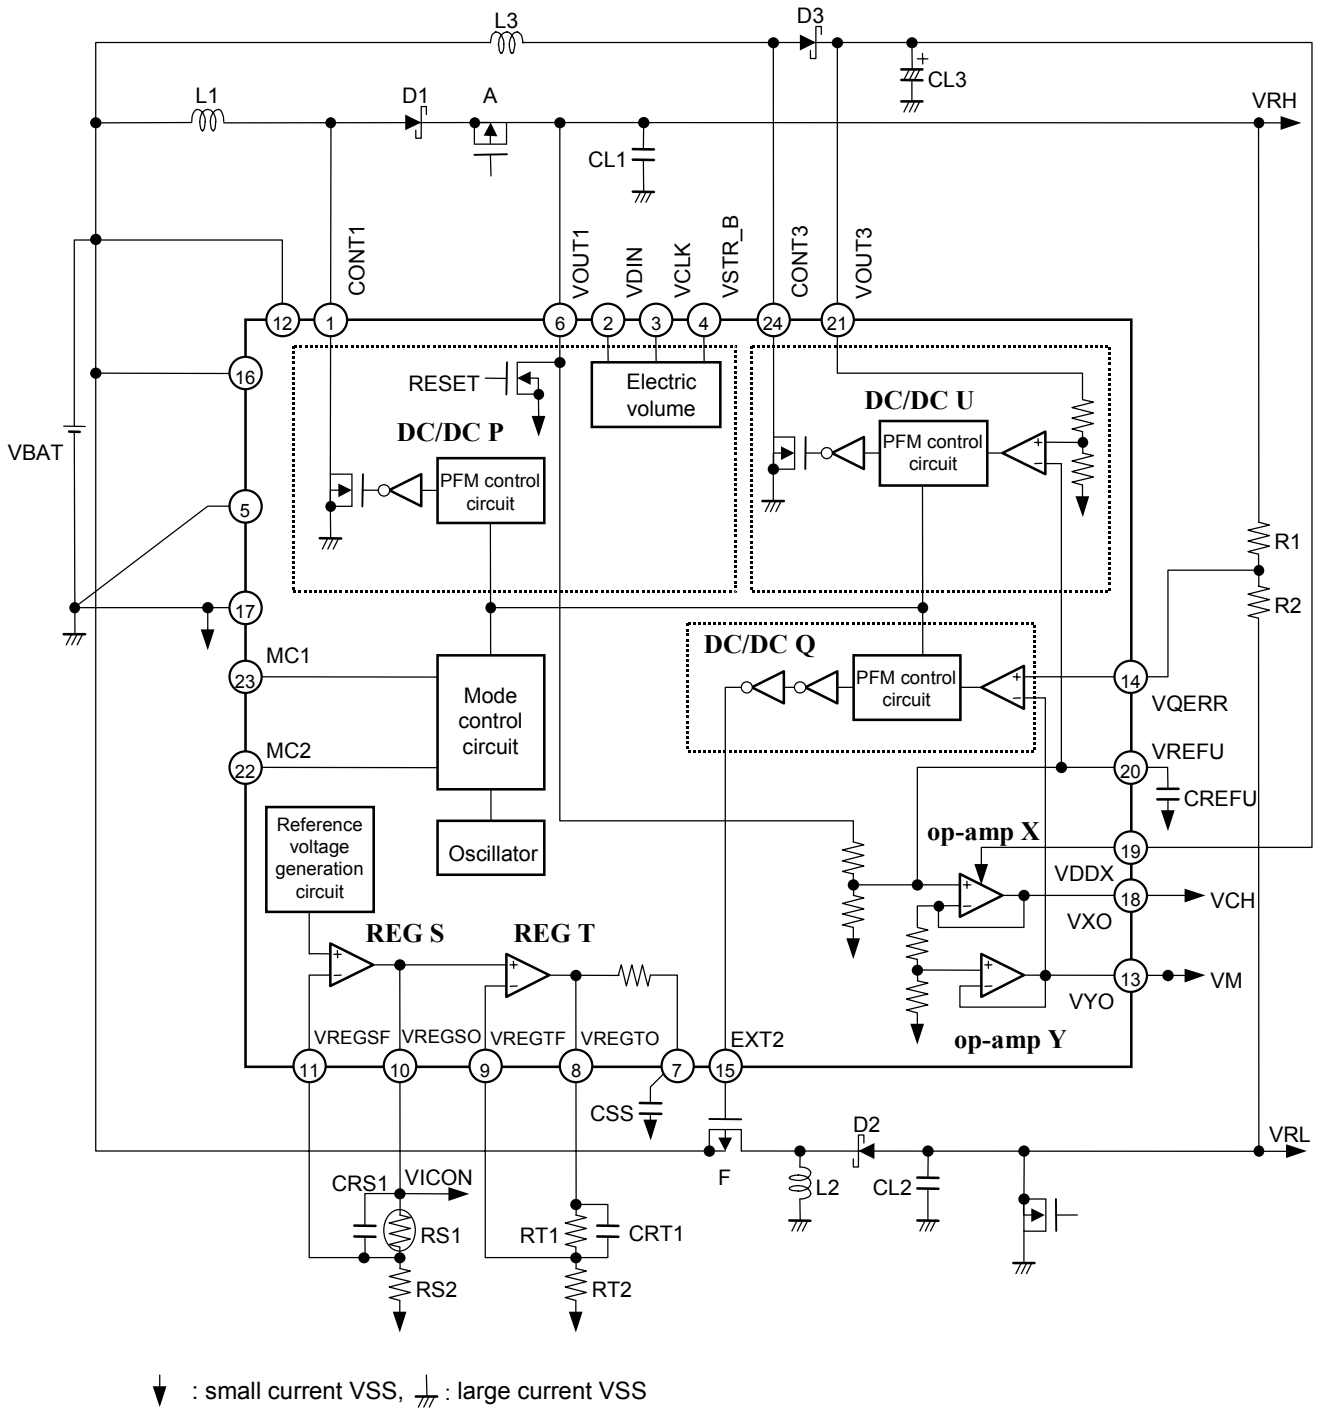 L3
D3
+
CL3
L1
D1
A
VRH
CL1
CONT1
VOUT1
VDIN
VCLK
VSTR_B
CONT3
VOUT3
12
1
6
2
3
4
24
21
16
RESET
Electric
volume
DC/DC P
DC/DC U
PFM control
circuit
+
−
PFM control
circuit
VBAT
5
R1
R2
17
DC/DC Q
MC1
23
Mode
control
circuit
PFM control
circuit
+
−
14
VQERR
MC2
22
VREFU
20
CREFU
Reference
voltage
generation
circuit
Oscillator
op-amp X
19
VDDX
+
−
18
VCH
VXO
REG S
REG T
+
−
+
−
+
−
13
VM
VYO
op-amp Y
VREGSF
VREGSO
VREGTF
VREGTO
EXT2
11
10
9
8
7
15
CSS
D2
VRL
F
L2
CL2
CRS1
VICON
RS1
RT1
CRT1
RS2
RT2
: small current VSS,
: large current VSS